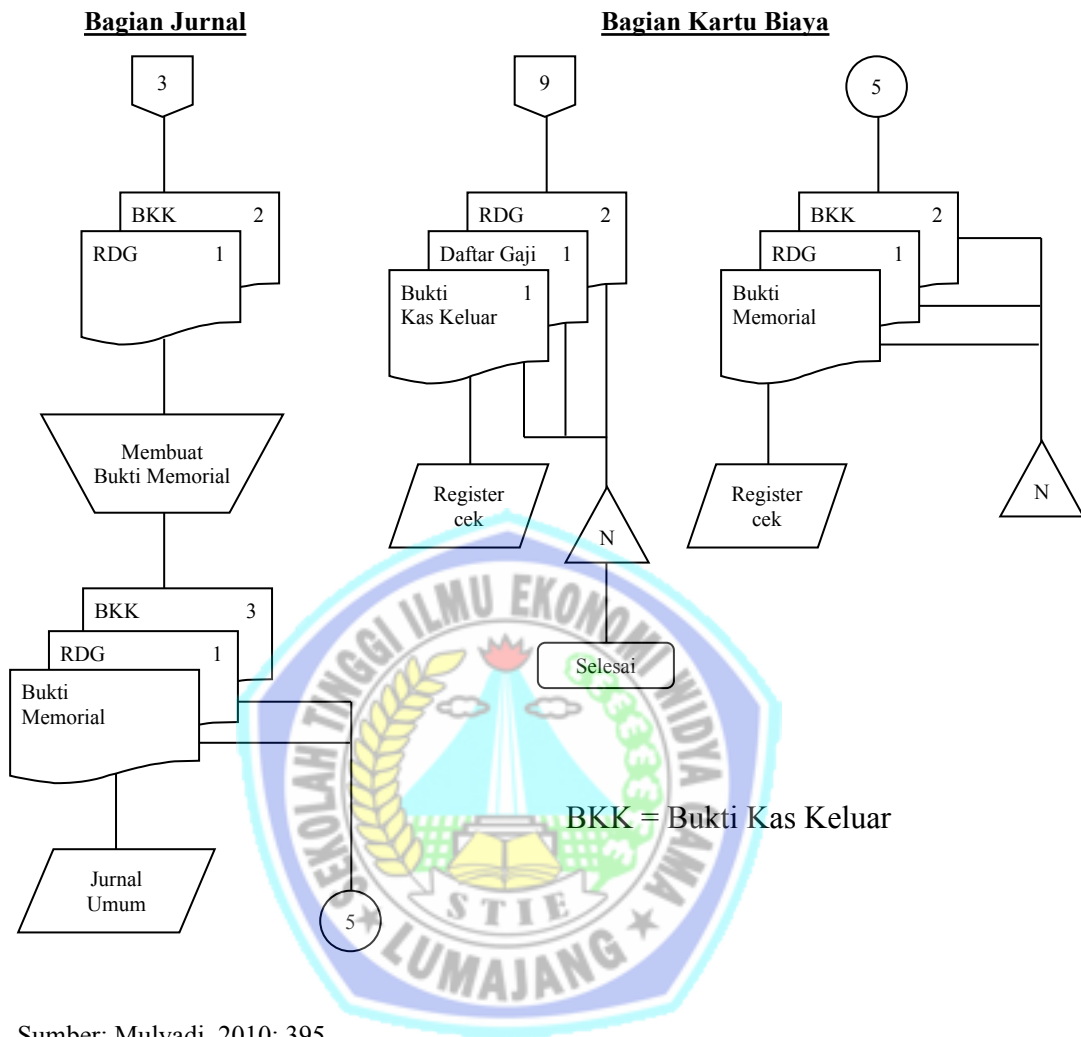 Bagian Jurnal
Bagian Kartu Biaya
3
BKK 2
RDG 1
Membuat
Bukti Memorial
BKK 3
RDG 1
Bukti
Memorial
Jurnal
Umum
5
9
RDG 2
Daftar Gaji 1
Bukti 1
Kas Keluar
Register
cek
N
Selesai
5
BKK 2
RDG 1
Bukti
Memorial
Register
cek
N
BKK = Bukti Kas Keluar
SEKOLAH TINGGI ILMU EKONOMI WIDYA GAMA
STIE
LUMAJANG
Sumber: Mulyadi, 2010: 395